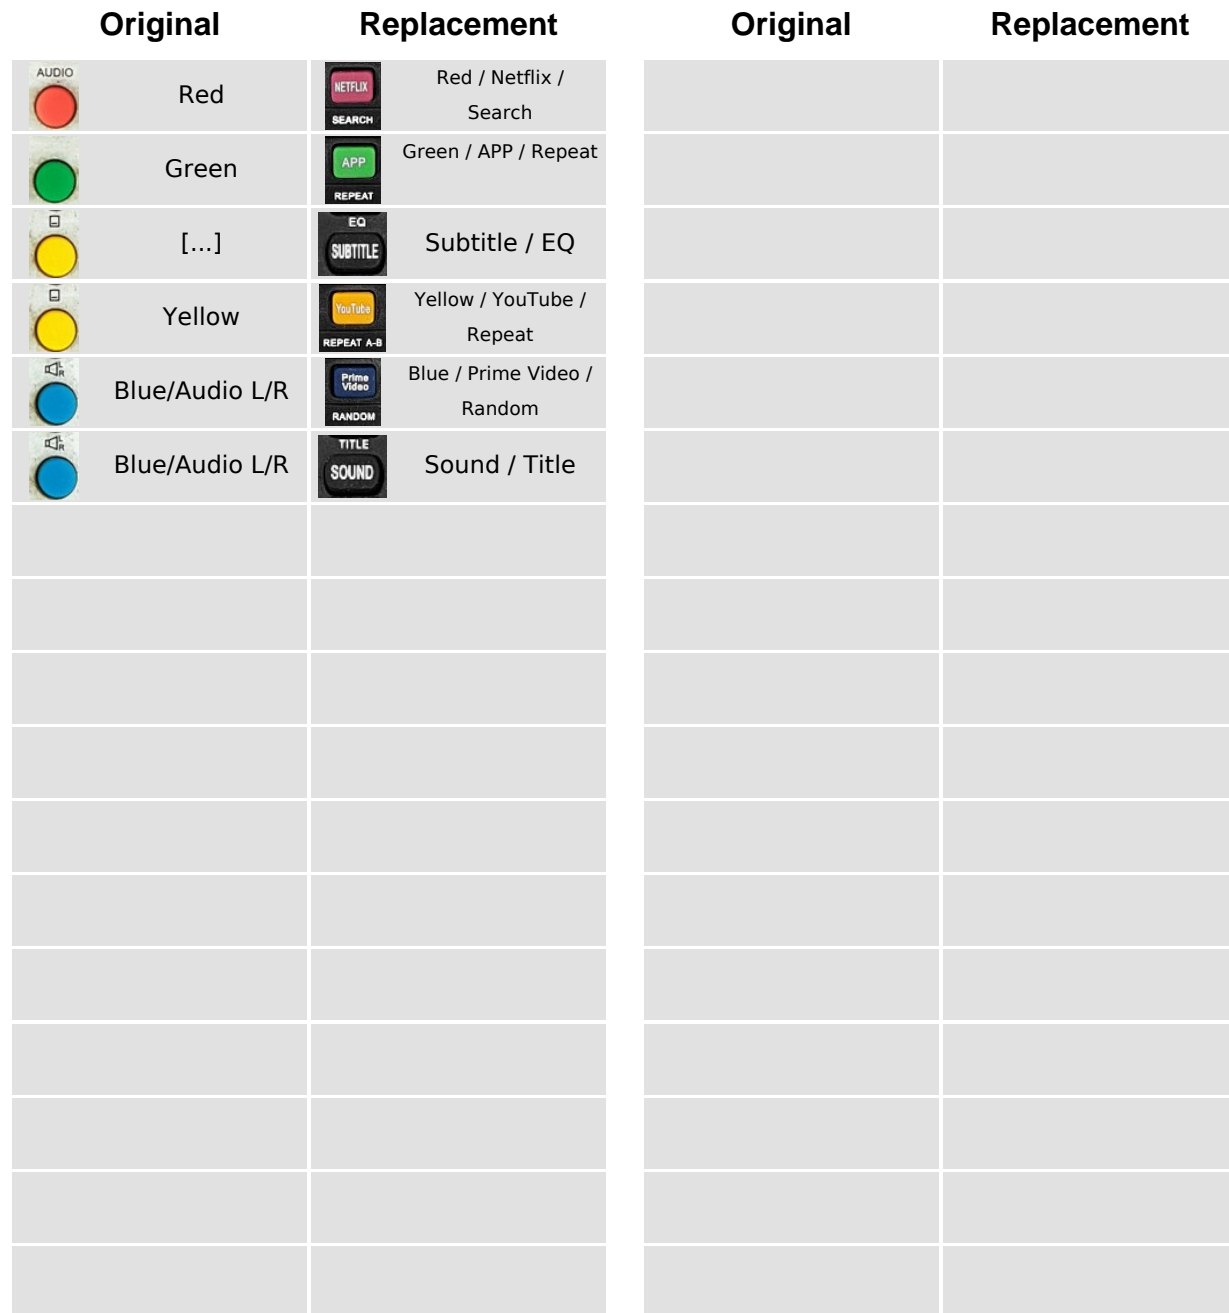 Original Replacement Original Replacement
AUDIO
Red
NETFLIX
SEARCH
Red / Netflix /
Search
Green
APP
REPEAT
Green / APP / Repeat
[...]
EQ
SUBTITLE
Subtitle / EQ
Yellow
YouTube
REPEAT A-B
Yellow / YouTube /
Repeat
L
R
Blue/Audio L/R
Prime
Video
RANDOM
Blue / Prime Video /
Random
L
R
Blue/Audio L/R
TITLE
SOUND
Sound / Title